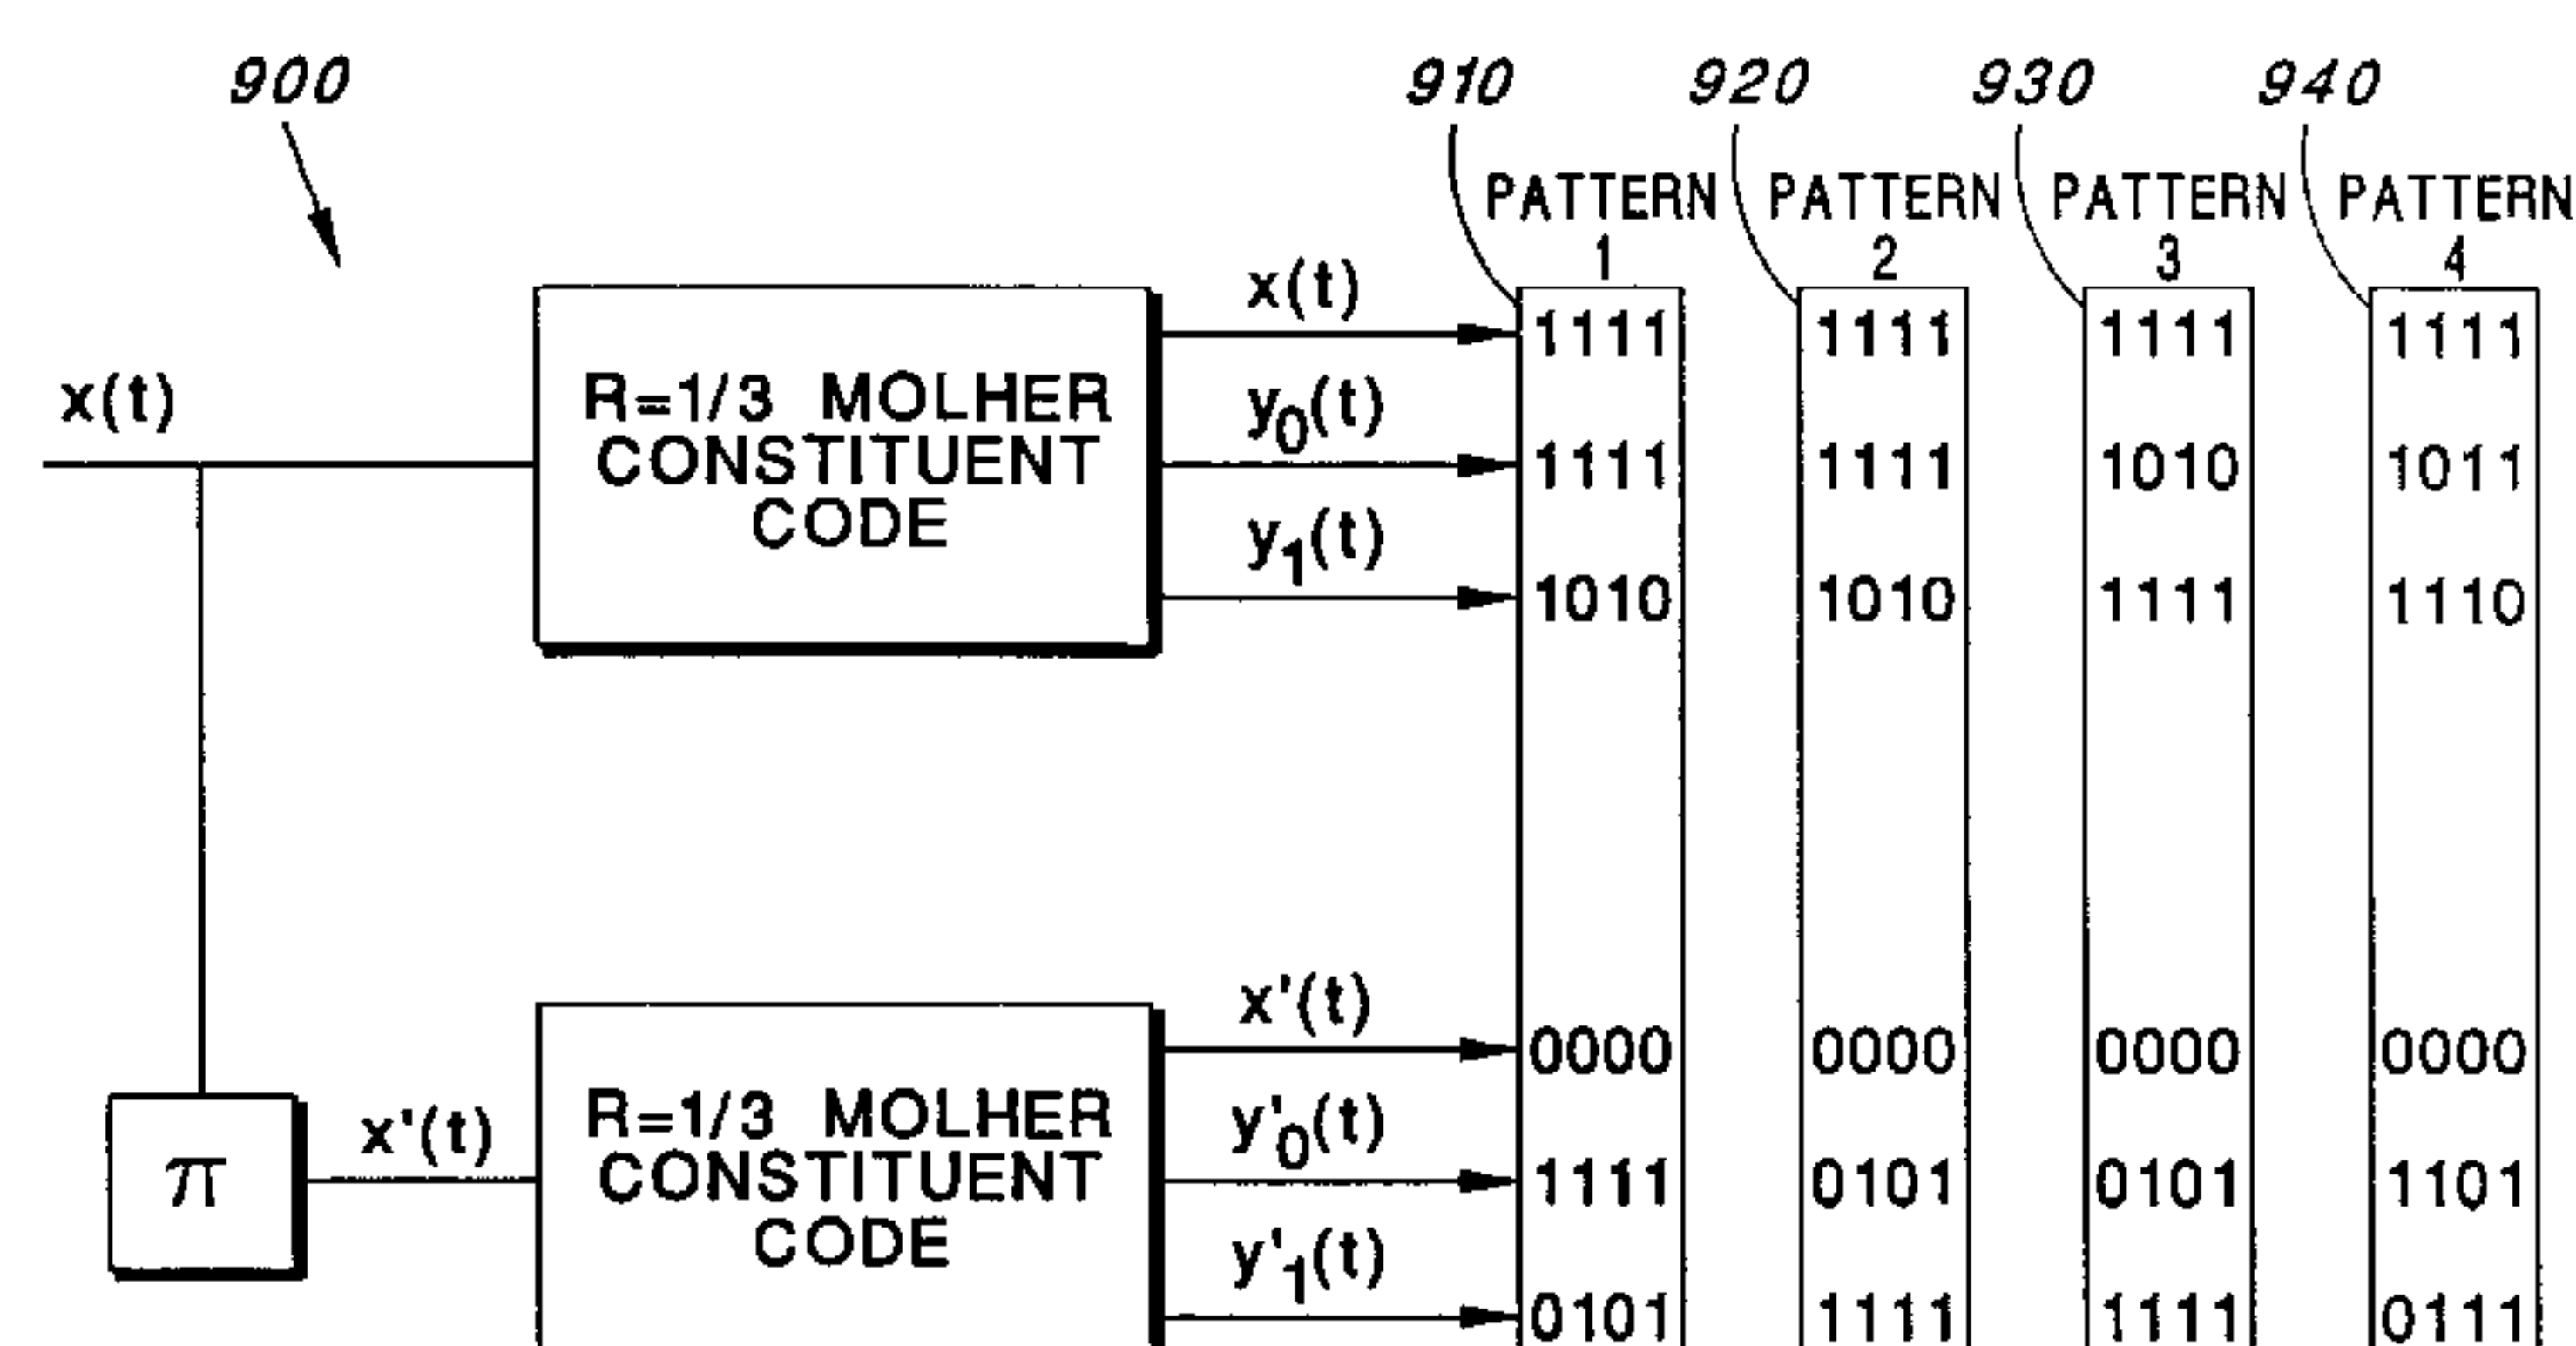 900 910 920 930 940
PATTERN PATTERN PATTERN PATTERN
1 2 3 4
x(t) 1111 1111 1111 1111
x(t)
R=1/3 MOLHER
CONSTITUENT
CODE
y0(t)
1111 1111 1010 1011
y1(t)
1010 1010 1111 1110
x'(t)
0000 0000 0000 0000
π
x'(t)
R=1/3 MOLHER
CONSTITUENT
CODE
y'0(t)
1111 0101 0101 1101
y'1(t)
0101 1111 1111 0111